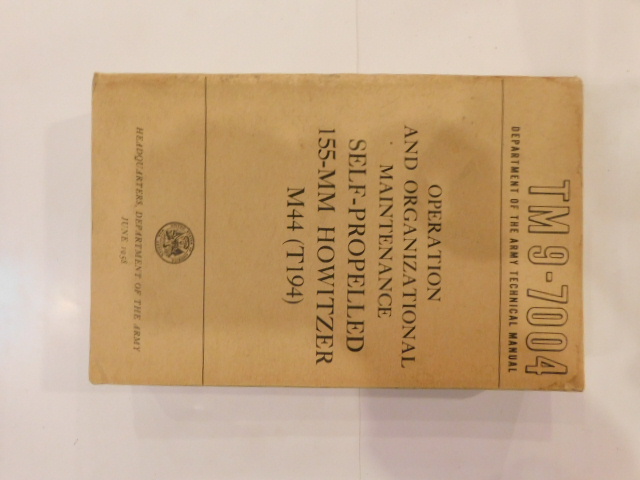 TM 9-7004
DEPARTMENT OF THE ARMY TECHNICAL MANUAL
OPERATION
AND ORGANIZATIONAL
MAINTENANCE
SELF-PROPELLED
155-MM HOWITZER
M44 (T194)
HEADQUARTERS, DEPARTMENT OF THE ARMY
JUNE 1958